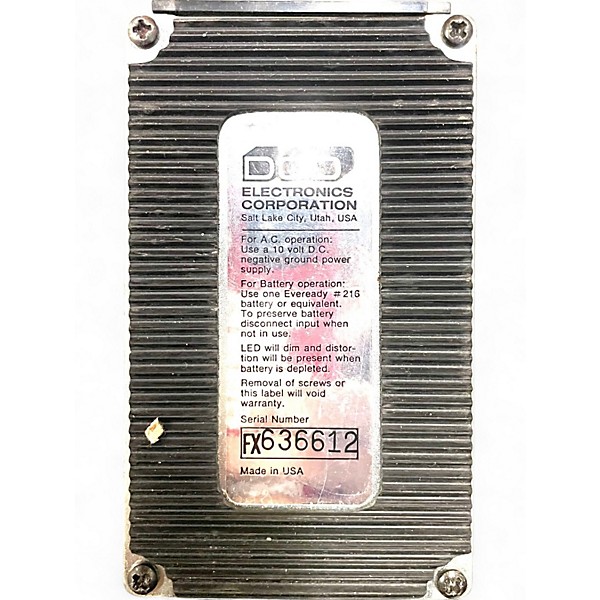 DOD
ELECTRONICS
CORPORATION
Salt Lake City, Utah, USA
For A.C. operation:
Use a 10 volt D.C.
negative ground power
supply.
For Battery operation:
Use one Eveready #216
battery or equivalent.
To preserve battery
disconnect input when
not in use.
LED will dim and distor-
tion will be present when
battery is depleted.
Removal of screws or
this label will void
warranty.
Serial Number
FX636612
Made in USA